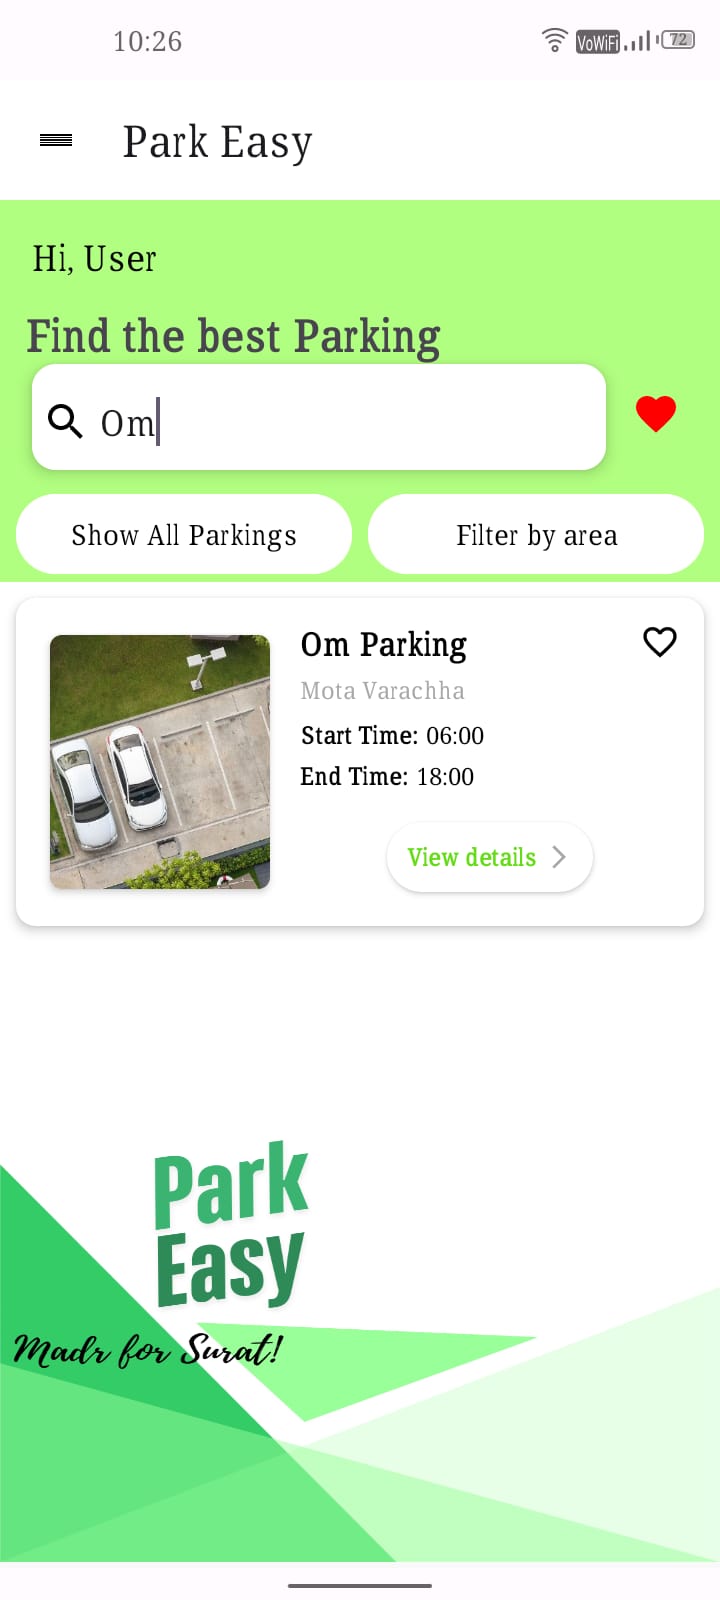 10:26
VoWiFi
72
Park Easy
Hi, User
Find the best Parking
Om
Show All Parkings
Filter by area
Om Parking
Mota Varachha
Start Time: 06:00
End Time: 18:00
View details
Park
Easy
Madr for Surat!